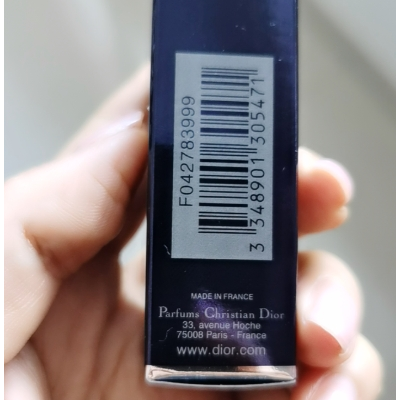 F042783999
3 348901 305471
MADE IN FRANCE
Parfums Christian Dior
33, avenue Hoche
75008 Paris - France
www.dior.com